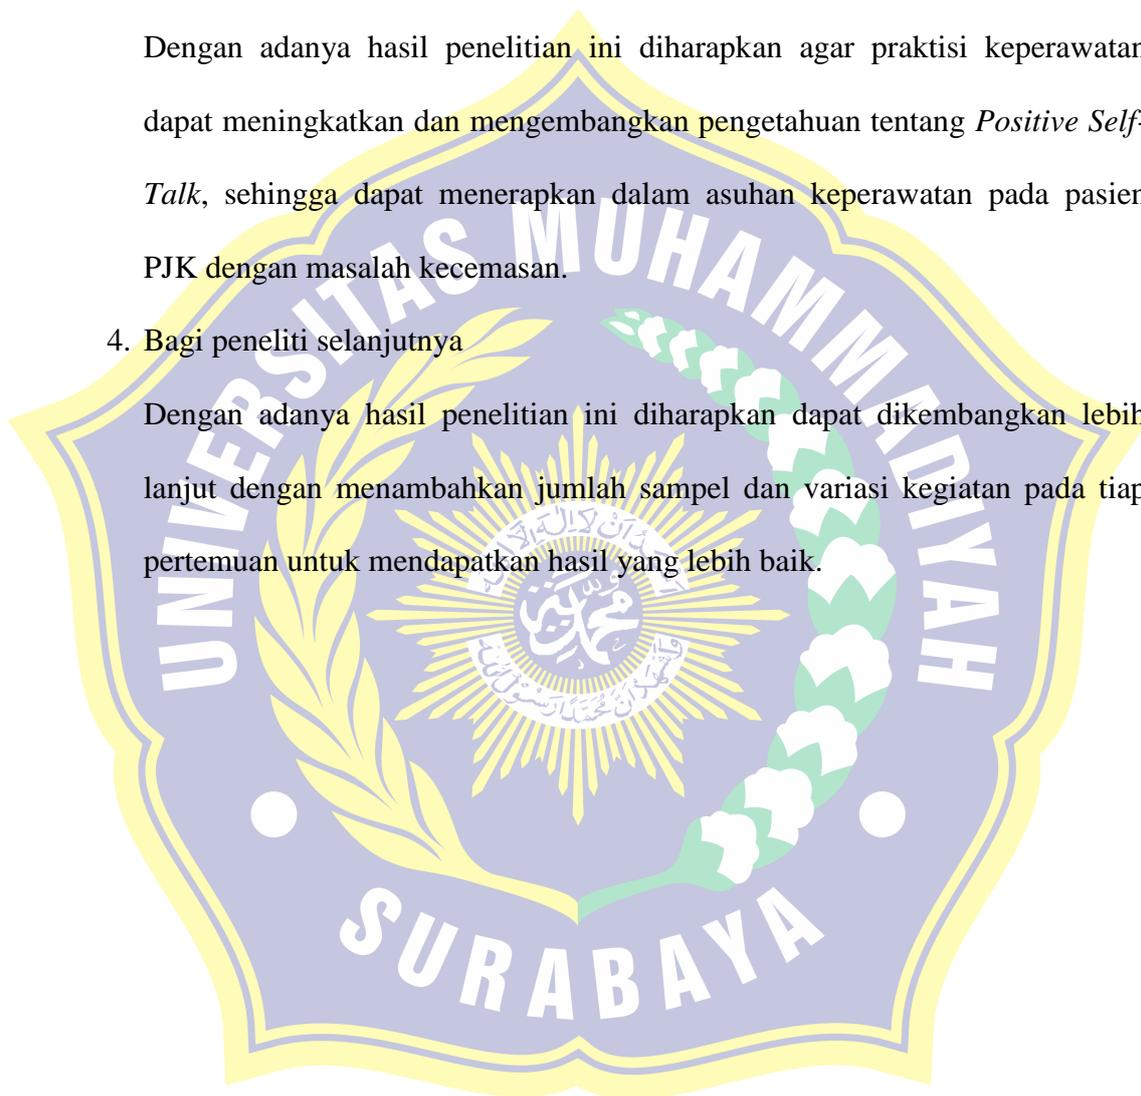 Dengan adanya hasil penelitian ini diharapkan agar praktisi keperawatan
dapat meningkatkan dan mengembangkan pengetahuan tentang Positive Self-
Talk, sehingga dapat menerapkan dalam asuhan keperawatan pada pasien
PJK dengan masalah kecemasan.
4. Bagi peneliti selanjutnya
Dengan adanya hasil penelitian ini diharapkan dapat dikembangkan lebih
lanjut dengan menambahkan jumlah sampel dan variasi kegiatan pada tiap
pertemuan untuk mendapatkan hasil yang lebih baik.
UNIVERSITAS MUHAMMADIYAH
محمدية
SURABAYA